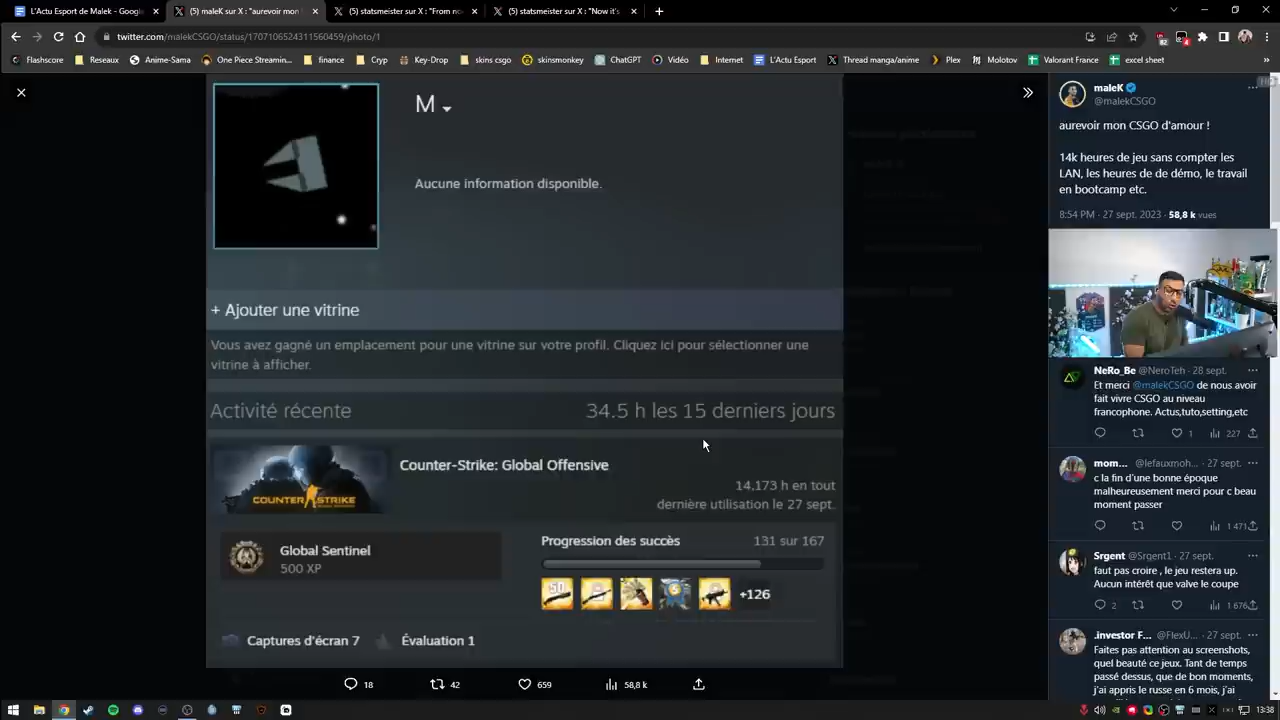 L'Actu Esport de Malek - Google
(5) maleK sur X : "aurevoir mon
(5) statsmeister sur X : "From no
(5) statsmeister sur X : "Now it's
twitter.com/malekCSGO/status/1707106524311560459/photo/1
Flashscore
Reseaux
Anime-Sama
One Piece Streamin...
finance
Cryp
Key-Drop
skins csgo
skinsmonkey
ChatGPT
Vidéo
Internet
L'Actu Esport
Thread manga/anime
Plex
Molotov
Valorant France
excel sheet
M
Aucune information disponible.
+ Ajouter une vitrine
Vous avez gagné un emplacement pour une vitrine sur votre profil. Cliquez ici pour sélectionner une
vitrine à afficher.
Activité récente
34.5 h les 15 derniers jours
COUNTER STRIKE
Counter-Strike: Global Offensive
14,173 h en tout
dernière utilisation le 27 sept.
Global Sentinel
500 XP
Progression des succès
131 sur 167
50
+126
Captures d'écran 7
Évaluation 1
18
42
659
58,8 k
maleK
@malekCSGO
aurevoir mon CSGO d'amour !
14k heures de jeu sans compter les
LAN, les heures de de démo, le travail
en bootcamp etc.
8:54 PM · 27 sept. 2023 · 58,8 k vues
NeRo_Be @NeroTeh · 28 sept.
Et merci @malekCSGO de nous avoir
fait vivre CSGO au niveau
francophone. Actus,tuto,setting,etc
1
227
mom... @lefauxmoh... · 27 sept.
c la fin d'une bonne époque
malheureusement merci pour c beau
moment passer
1 471
Srgent @Srgent1 · 27 sept.
faut pas croire , le jeu restera up.
Aucun intérêt que valve le coupe
2
1 676
.investor F... @FlexU... · 27 sept.
Faites pas attention au screenshots,
quel beauté ce jeux. Tant de temps
passé dessus, que de bon moments,
j'ai appris le russe en 6 mois, j'ai
13:38